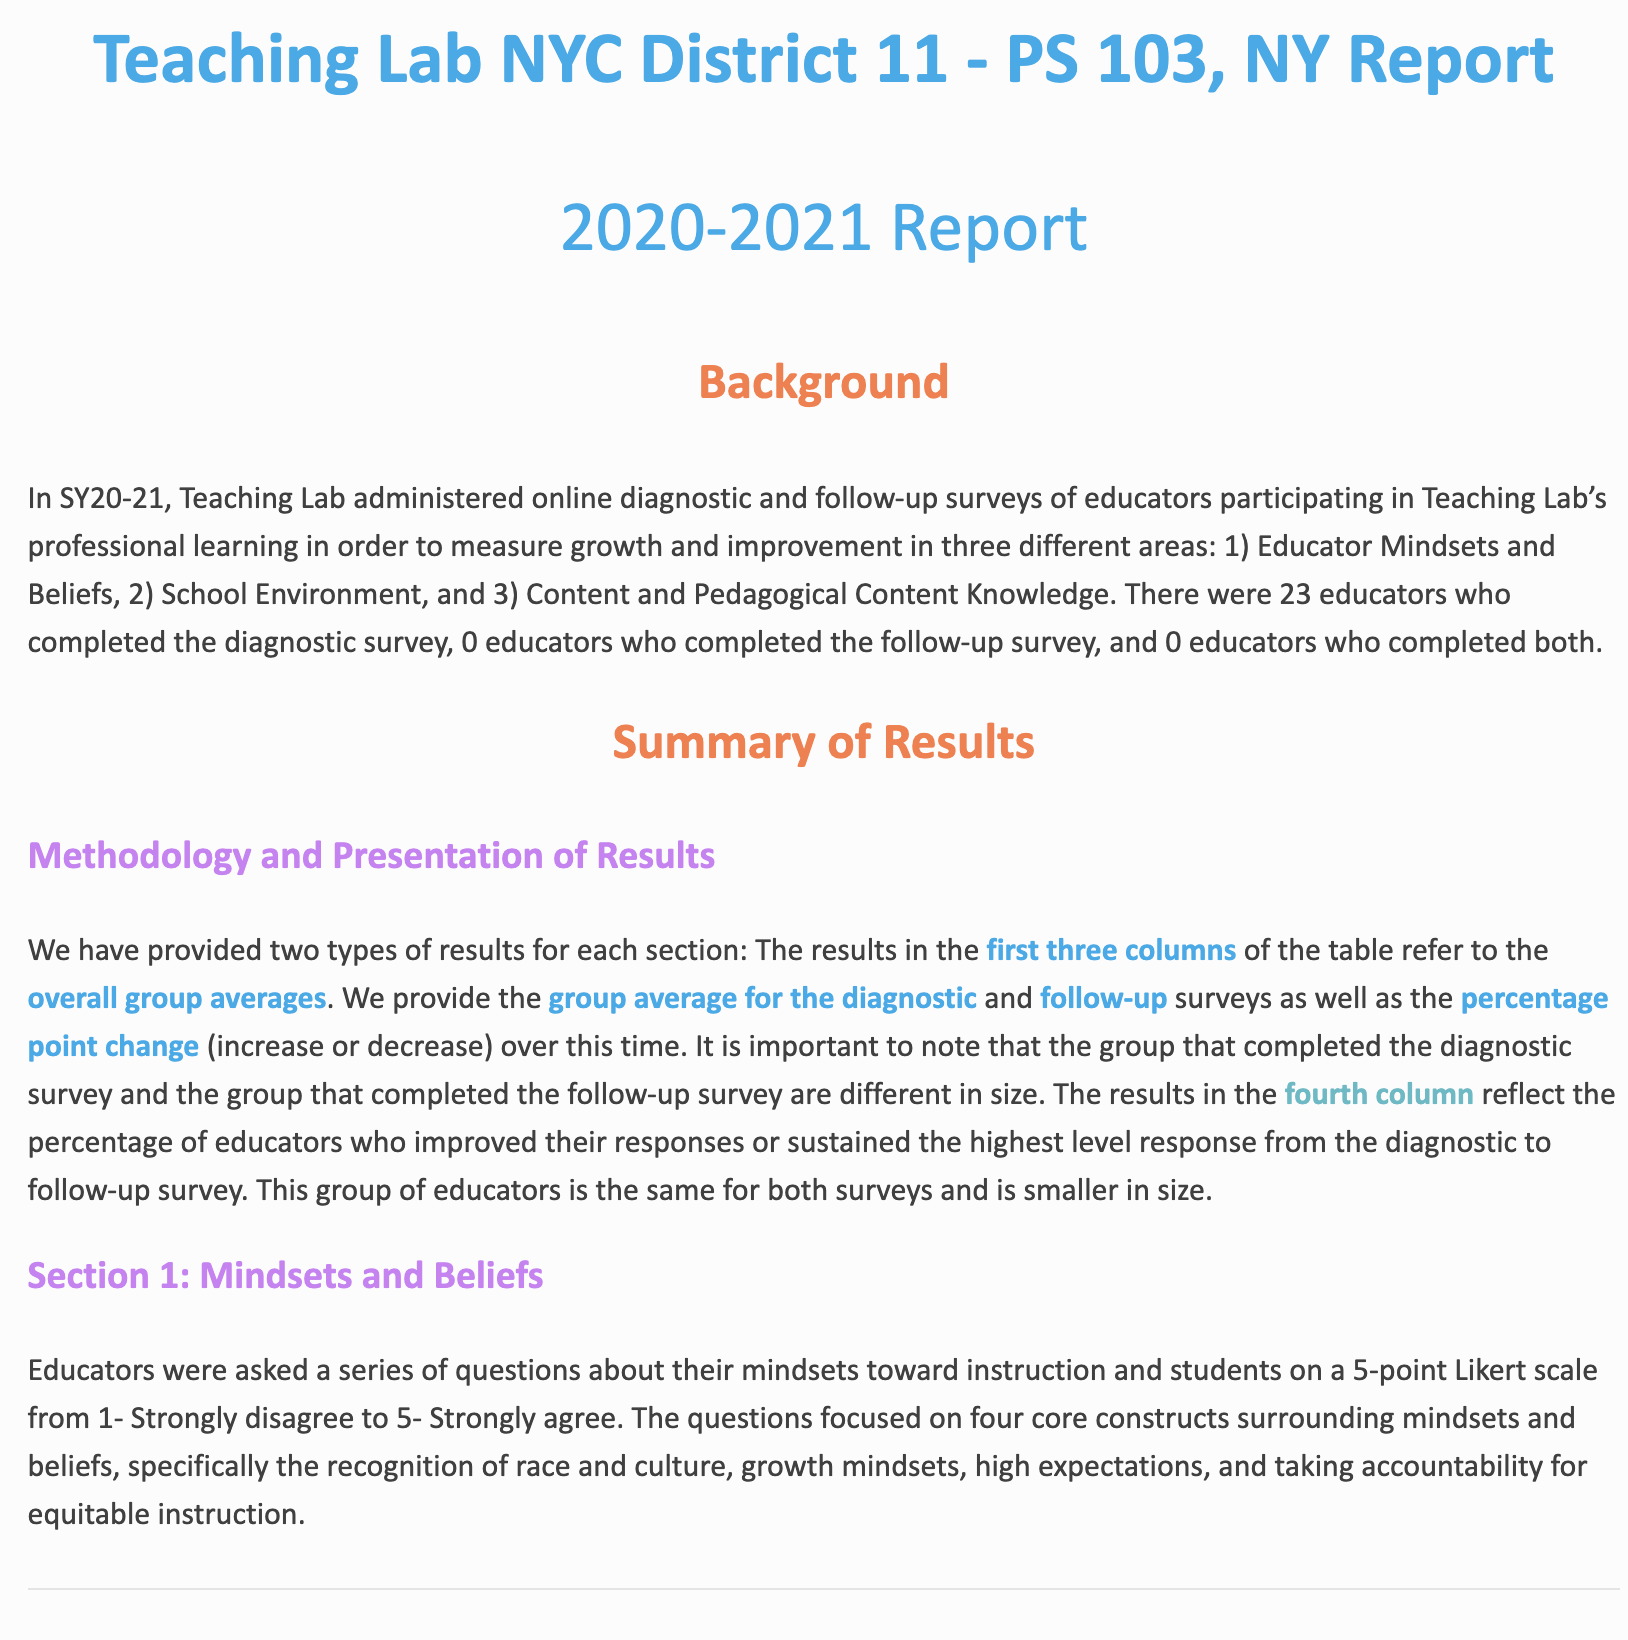 Teaching Lab NYC District 11 - PS 103, NY Report
2020-2021 Report
Background
In SY20-21, Teaching Lab administered online diagnostic and follow-up surveys of educators participating in Teaching Lab’s
professional learning in order to measure growth and improvement in three different areas: 1) Educator Mindsets and
Beliefs, 2) School Environment, and 3) Content and Pedagogical Content Knowledge. There were 23 educators who
completed the diagnostic survey, 0 educators who completed the follow-up survey, and 0 educators who completed both.
Summary of Results
Methodology and Presentation of Results
We have provided two types of results for each section: The results in the first three columns of the table refer to the
overall group averages. We provide the group average for the diagnostic and follow-up surveys as well as the percentage
point change (increase or decrease) over this time. It is important to note that the group that completed the diagnostic
survey and the group that completed the follow-up survey are different in size. The results in the fourth column reflect the
percentage of educators who improved their responses or sustained the highest level response from the diagnostic to
follow-up survey. This group of educators is the same for both surveys and is smaller in size.
Section 1: Mindsets and Beliefs
Educators were asked a series of questions about their mindsets toward instruction and students on a 5-point Likert scale
from 1- Strongly disagree to 5- Strongly agree. The questions focused on four core constructs surrounding mindsets and
beliefs, specifically the recognition of race and culture, growth mindsets, high expectations, and taking accountability for
equitable instruction.